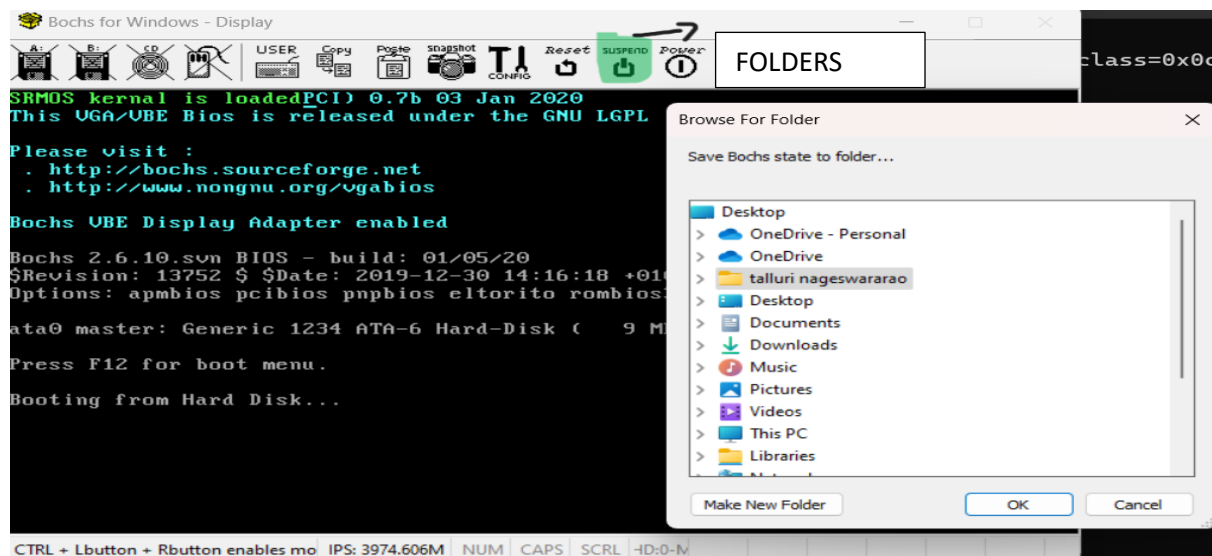 Bochs for Windows - Display
A: B: CD USER Copy Paste snapshot CONFIG Reset SUSPEND Power
FOLDERS
class=0x0c
SRMOS kernal is loadedPCI) 0.7b 03 Jan 2020
This VGA/VBE Bios is released under the GNU LGPL
Please visit :
. http://bochs.sourceforge.net
. http://www.nongnu.org/vgabios
Bochs VBE Display Adapter enabled
Bochs 2.6.10.svn BIOS - build: 01/05/20
$Revision: 13752 $ $Date: 2019-12-30 14:16:18 +01
Options: apmbios pcibios pnpbios eltorito rombios
ata0 master: Generic 1234 ATA-6 Hard-Disk ( 9 M
Press F12 for boot menu.
Booting from Hard Disk...
Browse For Folder
Save Bochs state to folder...
Desktop
OneDrive - Personal
OneDrive
talluri nageswararao
Desktop
Documents
Downloads
Music
Pictures
Videos
This PC
Libraries
Make New Folder OK Cancel
CTRL + Lbutton + Rbutton enables mo IPS: 3974.606M NUM CAPS SCRL HD:0-M